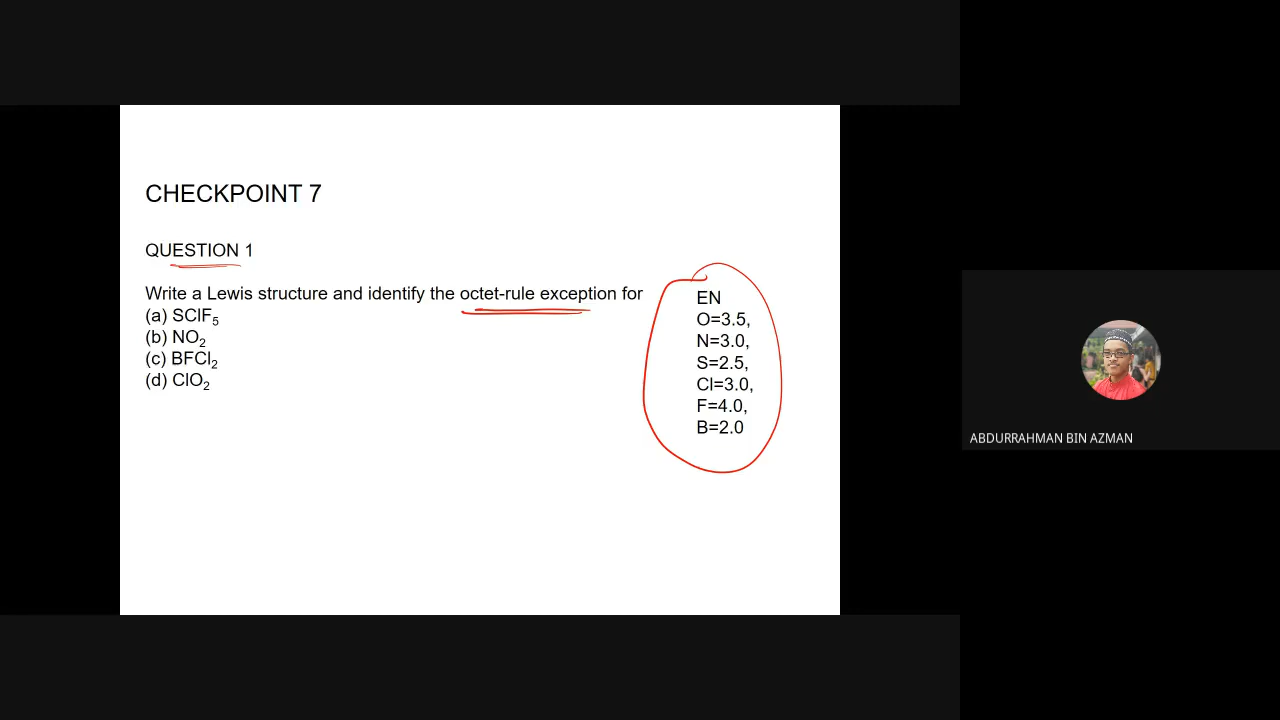 CHECKPOINT 7
QUESTION 1
Write a Lewis structure and identify the octet-rule exception for
(a) SClF₅
(b) NO₂
(c) BFCl₂
(d) ClO₂
EN
O=3.5,
N=3.0,
S=2.5,
Cl=3.0,
F=4.0,
B=2.0
ABDURRAHMAN BIN AZMAN